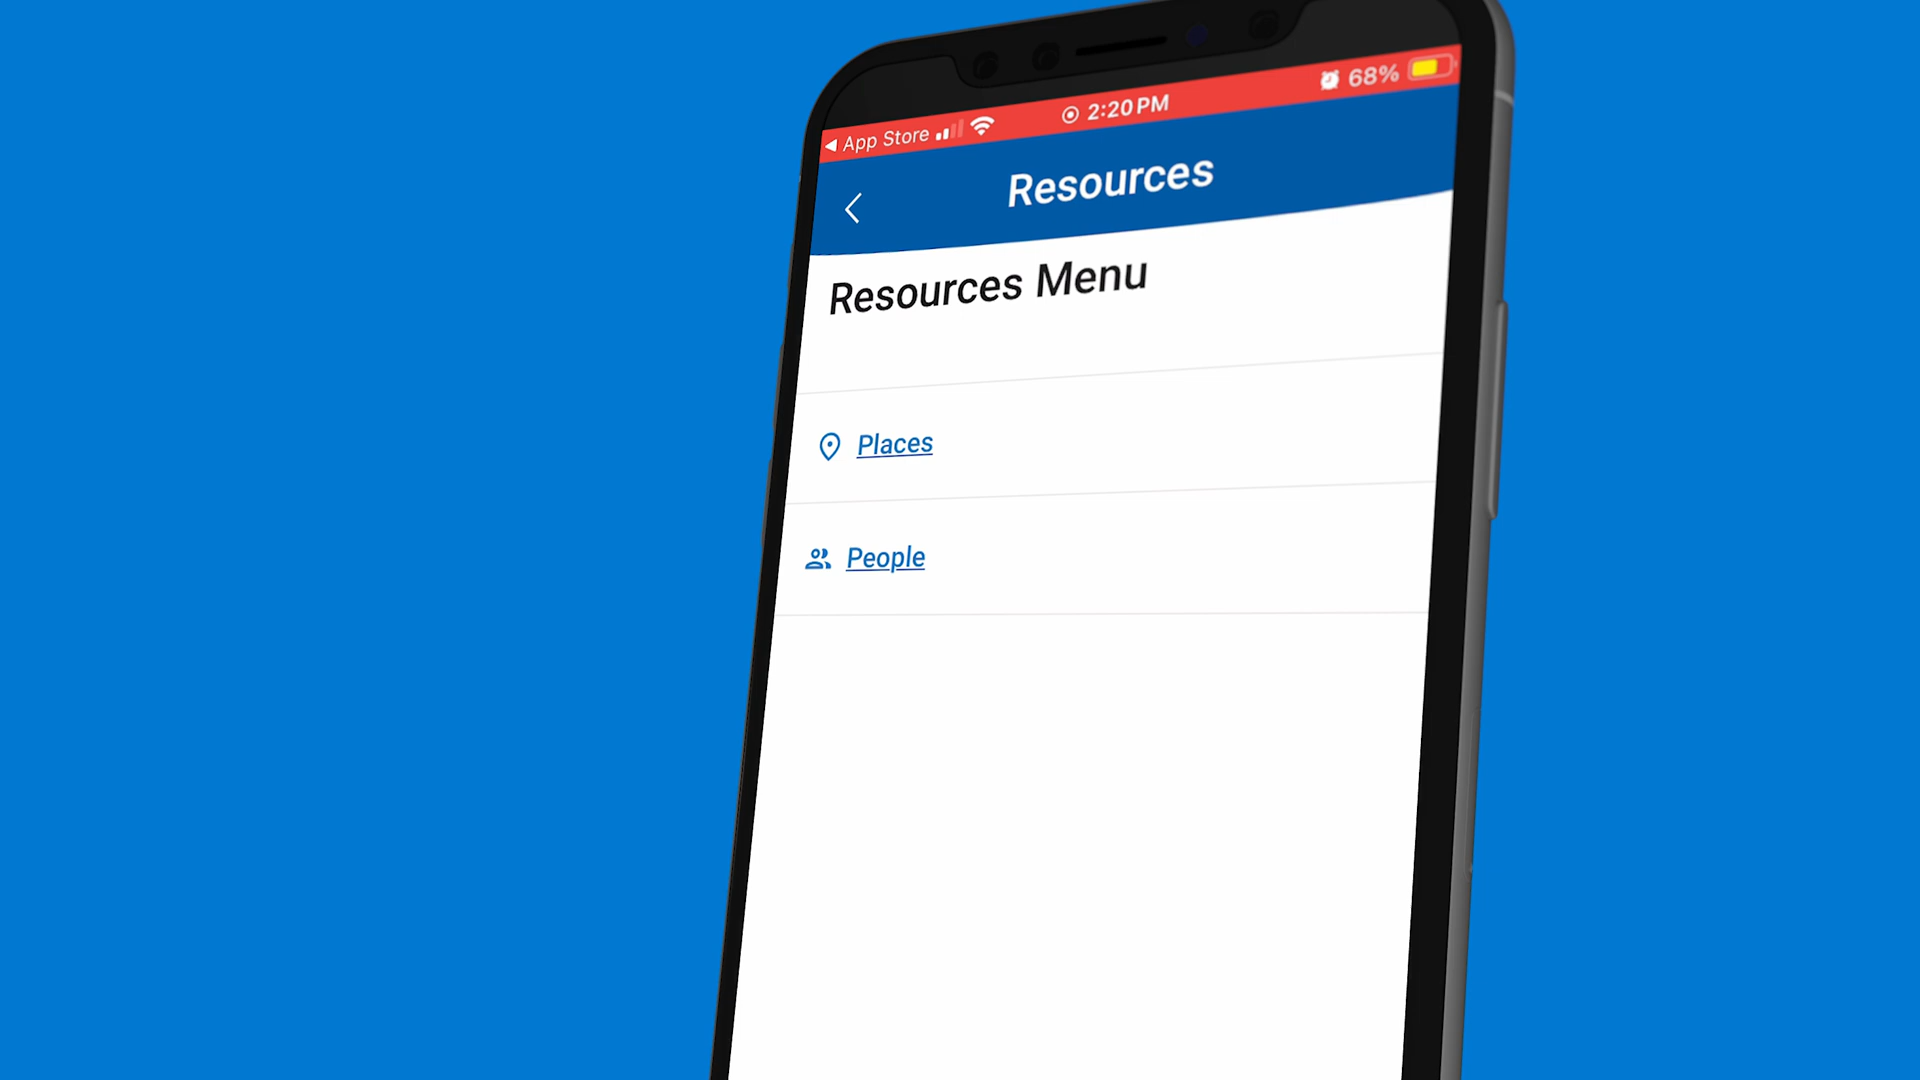 App Store 2:20 PM 68%
Resources
Resources Menu
Places
People